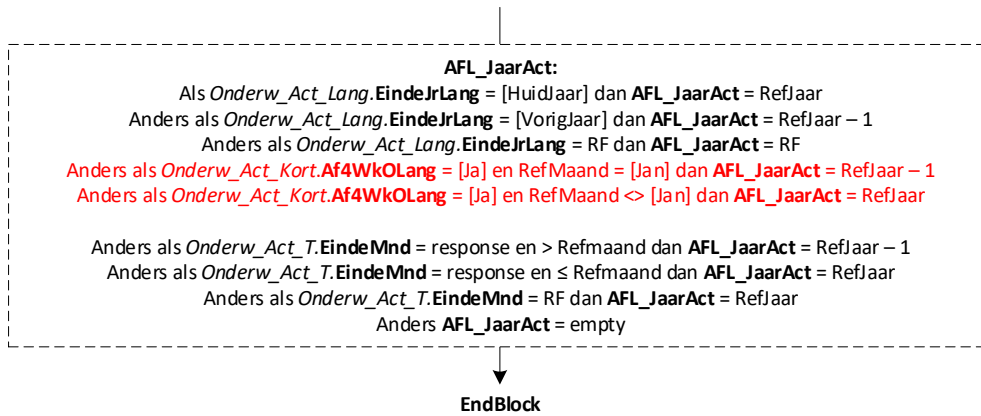 AFL_JaarAct:
Als Onderw_Act_Lang.EindeJrLang = [HuidJaar] dan AFL_JaarAct = RefJaar
Anders als Onderw_Act_Lang.EindeJrLang = [VorigJaar] dan AFL_JaarAct = RefJaar – 1
Anders als Onderw_Act_Lang.EindeJrLang = RF dan AFL_JaarAct = RF
Anders als Onderw_Act_Kort.Af4WkOLang = [Ja] en RefMaand = [Jan] dan AFL_JaarAct = RefJaar – 1
Anders als Onderw_Act_Kort.Af4WkOLang = [Ja] en RefMaand <> [Jan] dan AFL_JaarAct = RefJaar
Anders als Onderw_Act_T.EindeMnd = response en > Refmaand dan AFL_JaarAct = RefJaar – 1
Anders als Onderw_Act_T.EindeMnd = response en ≤ Refmaand dan AFL_JaarAct = RefJaar
Anders als Onderw_Act_T.EindeMnd = RF dan AFL_JaarAct = RefJaar
Anders AFL_JaarAct = empty
EndBlock